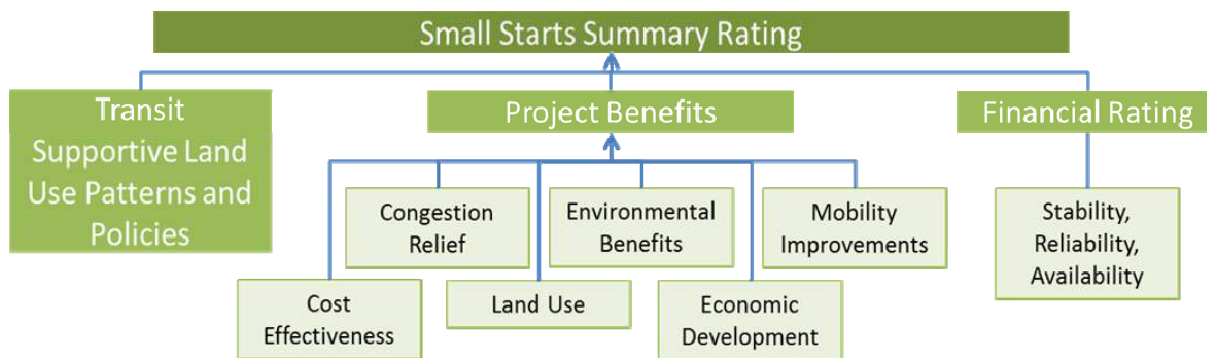 Small Starts Summary Rating
Transit
Supportive Land
Use Patterns and
Policies
Project Benefits
Financial Rating
Congestion
Relief
Environmental
Benefits
Mobility
Improvements
Stability,
Reliability,
Availability
Cost
Effectiveness
Land Use
Economic
Development